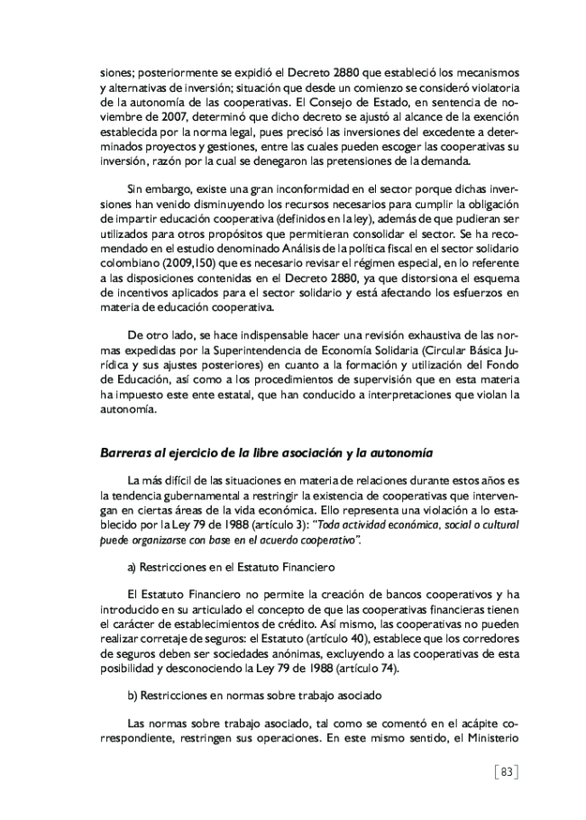 siones; posteriormente se expidió el Decreto 2880 que estableció los mecanismos
y alternativas de inversión; situación que desde un comienzo se consideró violatoria
de la autonomía de las cooperativas. El Consejo de Estado, en sentencia de no-
viembre de 2007, determinó que dicho decreto se ajustó al alcance de la exención
establecida por la norma legal, pues precisó las inversiones del excedente a deter-
minados proyectos y gestiones, entre las cuales pueden escoger las cooperativas su
inversión, razón por la cual se denegaron las pretensiones de la demanda.
Sin embargo, existe una gran inconformidad en el sector porque dichas inver-
siones han venido disminuyendo los recursos necesarios para cumplir la obligación
de impartir educación cooperativa (definidos en la ley), además de que pudieran ser
utilizados para otros propósitos que permitieran consolidar el sector. Se ha reco-
mendado en el estudio denominado Análisis de la política fiscal en el sector solidario
colombiano (2009,150) que es necesario revisar el régimen especial, en lo referente
a las disposiciones contenidas en el Decreto 2880, ya que distorsiona el esquema
de incentivos aplicados para el sector solidario y está afectando los esfuerzos en
materia de educación cooperativa.
De otro lado, se hace indispensable hacer una revisión exhaustiva de las nor-
mas expedidas por la Superintendencia de Economía Solidaria (Circular Básica Ju-
rídica y sus ajustes posteriores) en cuanto a la formación y utilización del Fondo
de Educación, así como a los procedimientos de supervisión que en esta materia
ha impuesto este ente estatal, que han conducido a interpretaciones que violan la
autonomía.
Barreras al ejercicio de la libre asociación y la autonomía
La más difícil de las situaciones en materia de relaciones durante estos años es
la tendencia gubernamental a restringir la existencia de cooperativas que interven-
gan en ciertas áreas de la vida económica. Ello representa una violación a lo esta-
blecido por la Ley 79 de 1988 (artículo 3): “Toda actividad económica, social o cultural
puede organizarse con base en el acuerdo cooperativo”.
a) Restricciones en el Estatuto Financiero
El Estatuto Financiero no permite la creación de bancos cooperativos y ha
introducido en su articulado el concepto de que las cooperativas financieras tienen
el carácter de establecimientos de crédito. Así mismo, las cooperativas no pueden
realizar corretaje de seguros: el Estatuto (artículo 40), establece que los corredores
de seguros deben ser sociedades anónimas, excluyendo a las cooperativas de esta
posibilidad y desconociendo la Ley 79 de 1988 (artículo 74).
b) Restricciones en normas sobre trabajo asociado
Las normas sobre trabajo asociado, tal como se comentó en el acápite co-
rrespondiente, restringen sus operaciones. En este mismo sentido, el Ministerio
[83]